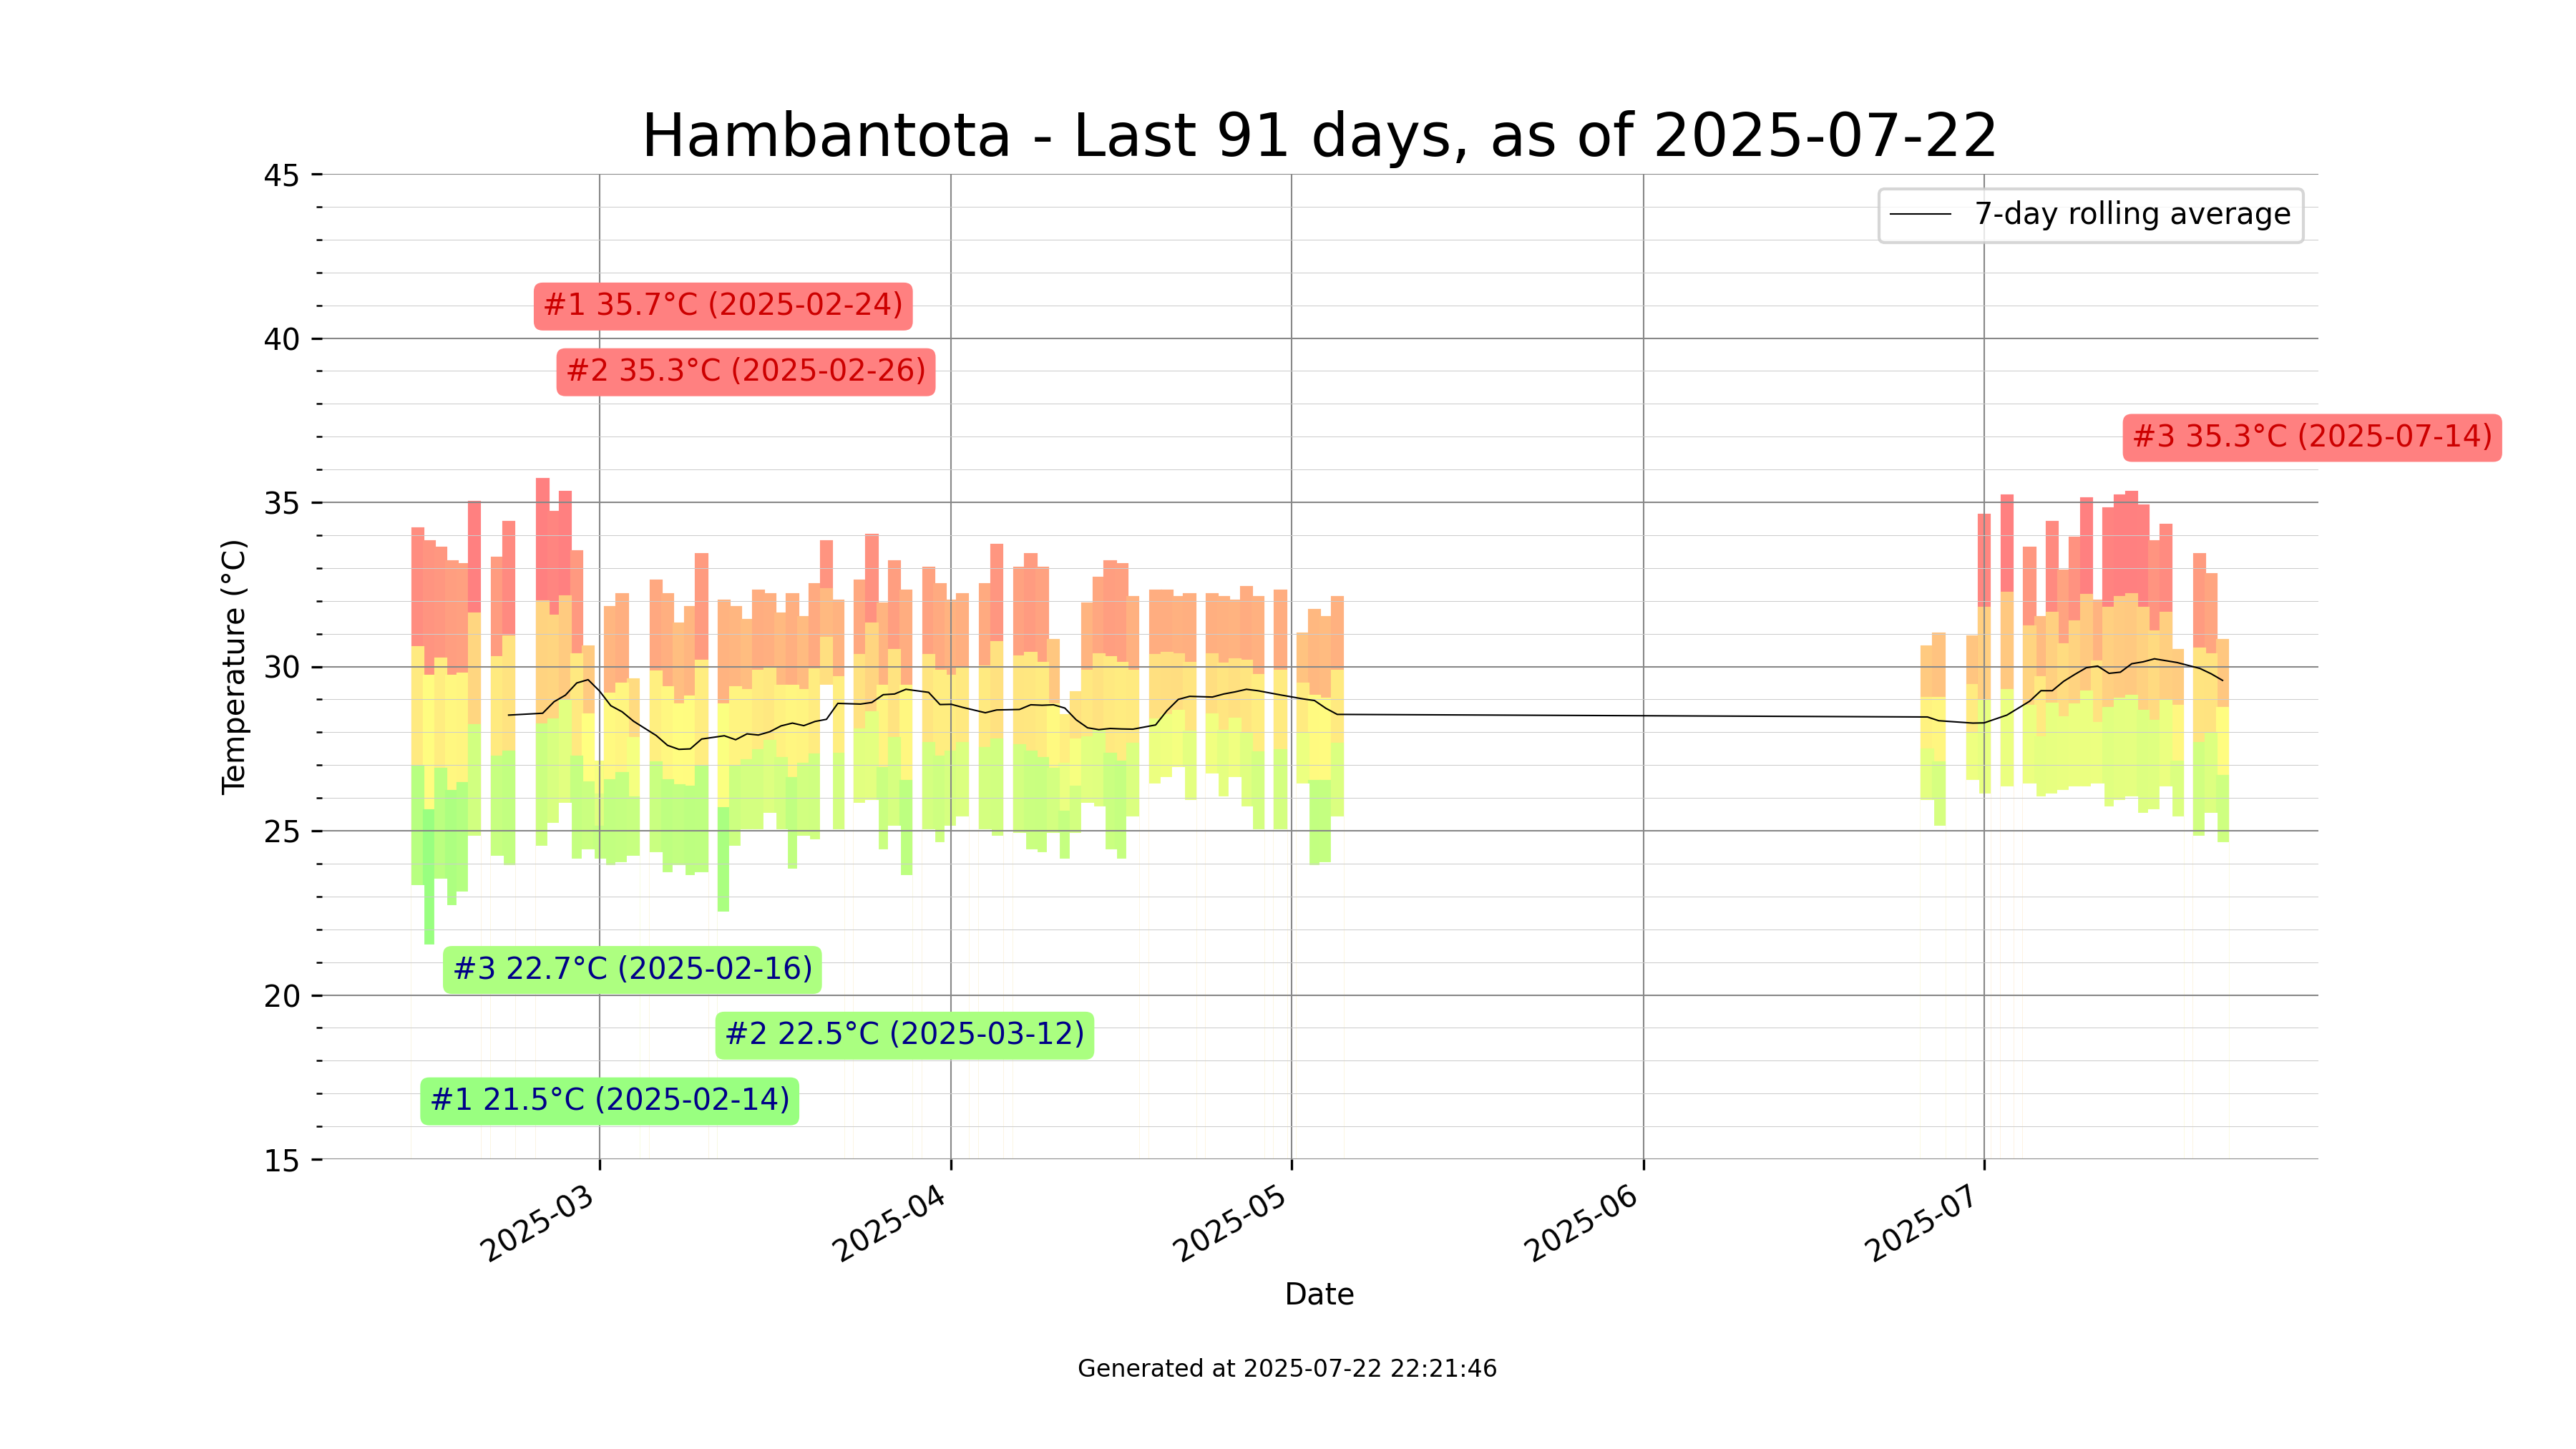 Hambantota - Last 91 days, as of 2025-07-22
45
7-day rolling average
#1 35.7°C (2025-02-24)
40
#2 35.3°C (2025-02-26)
#3 35.3°C (2025-07-14)
35
30
Temperature (°C)
25
#3 22.7°C (2025-02-16)
20
#2 22.5°C (2025-03-12)
#1 21.5°C (2025-02-14)
15
2025-03
2025-04
2025-05
2025-06
2025-07
Date
Generated at 2025-07-22 22:21:46